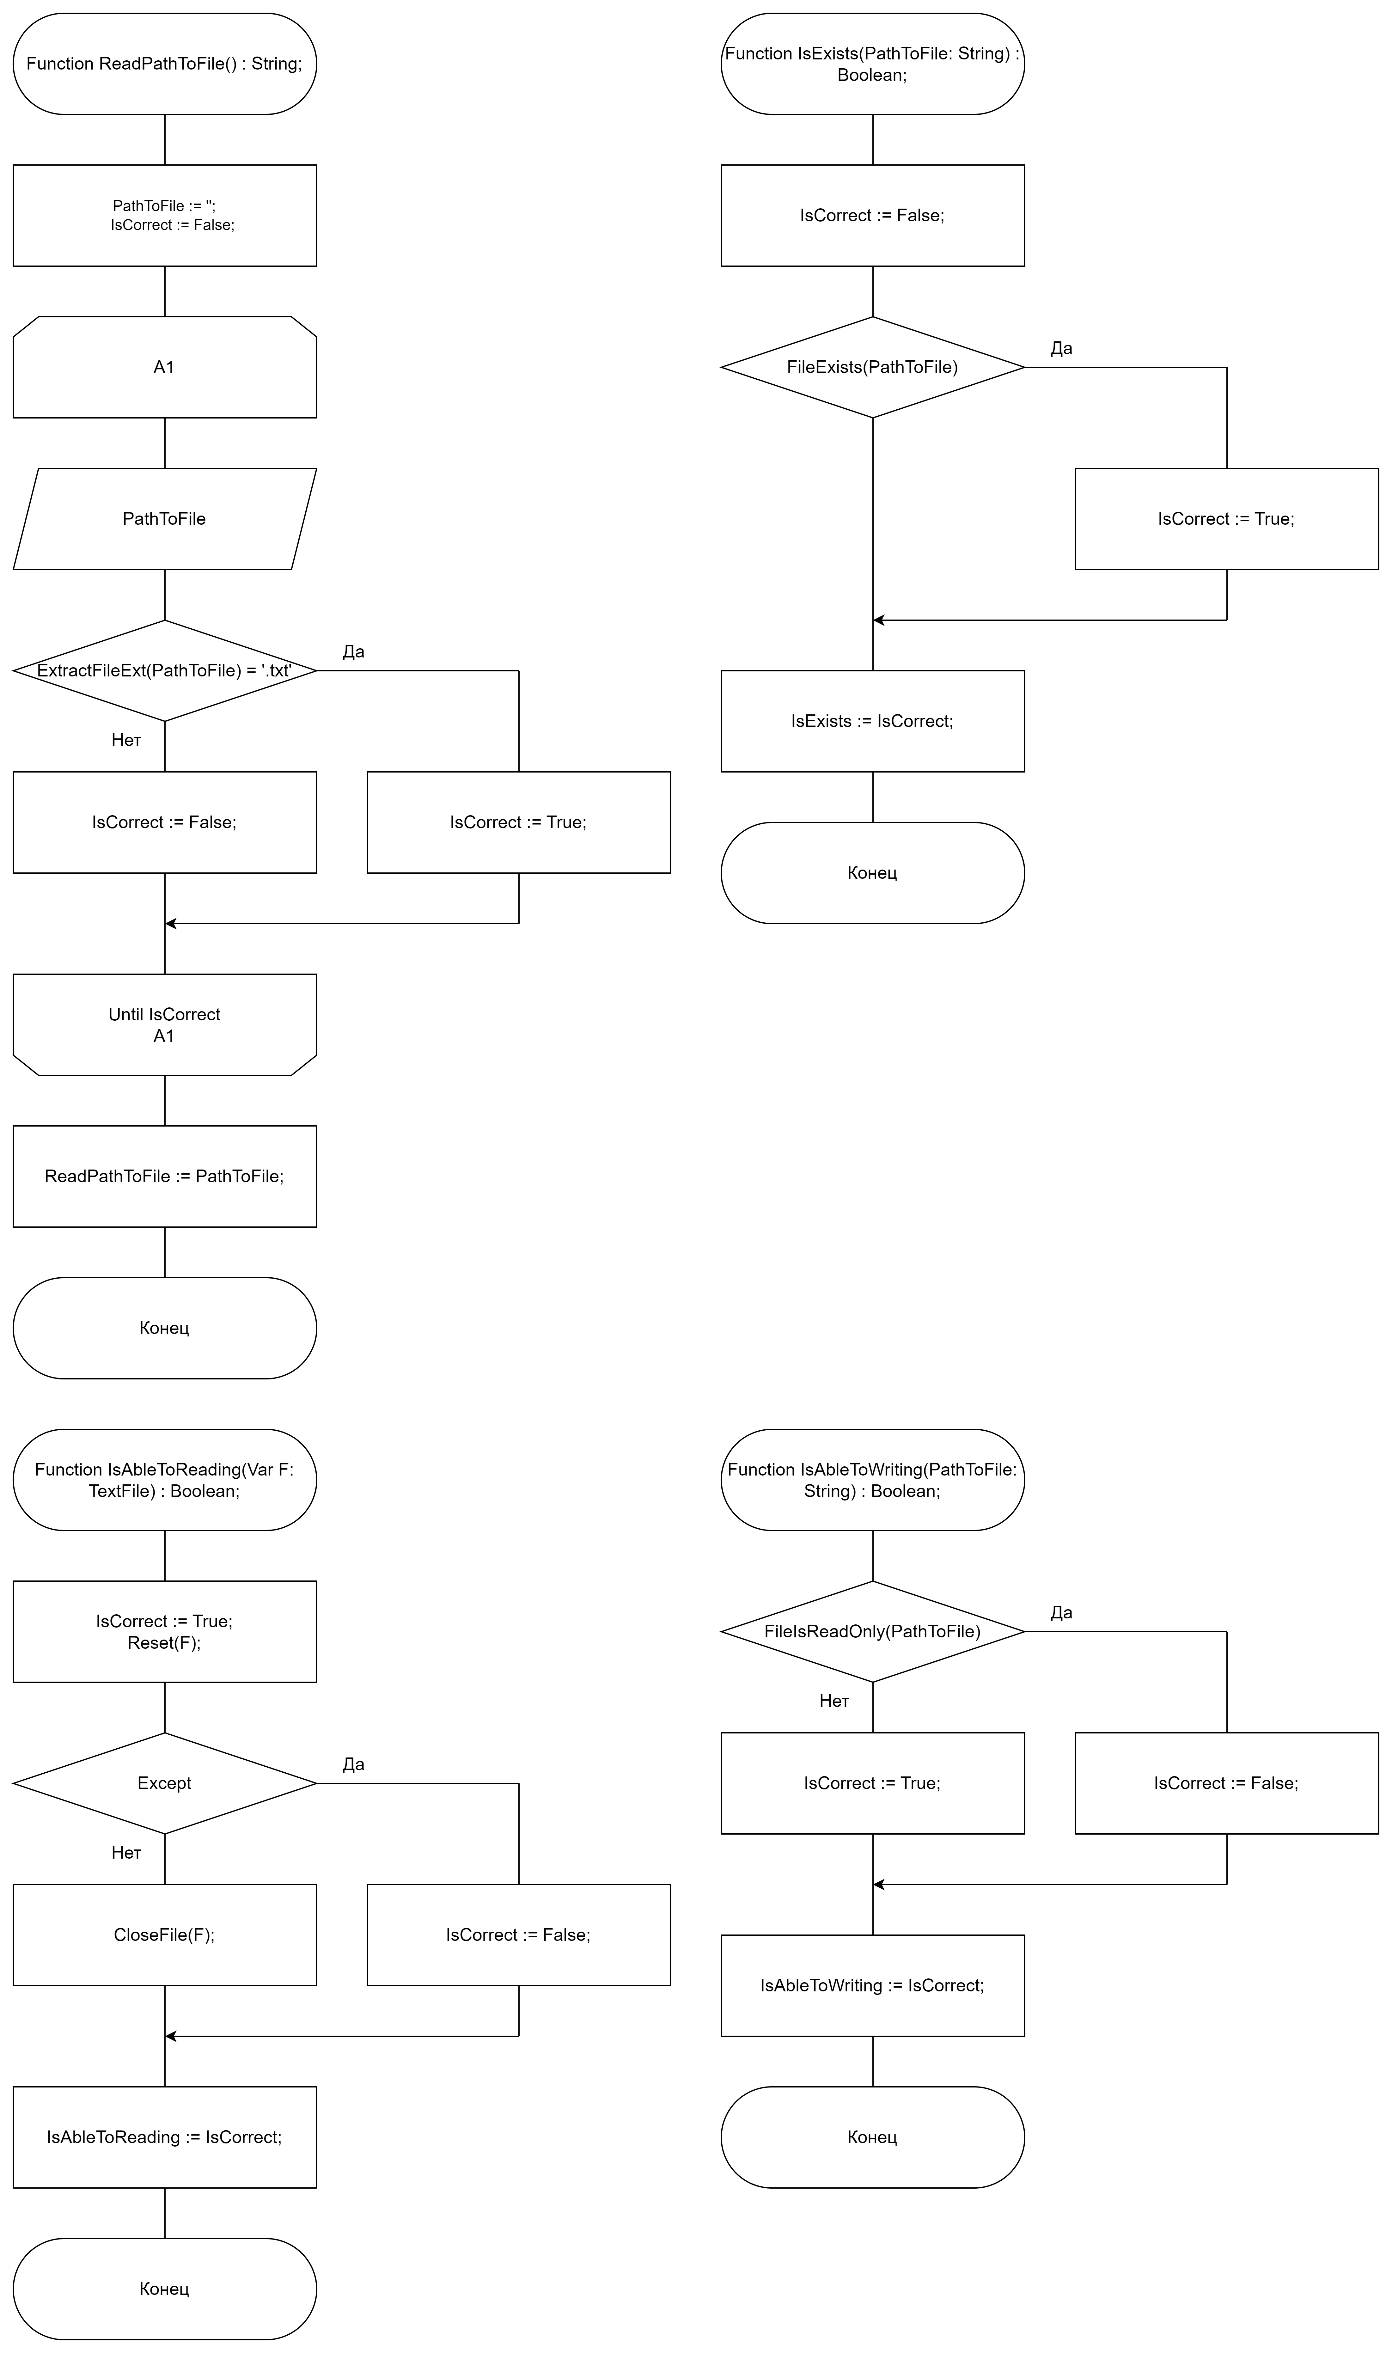 Function ReadPathToFile() : String;
PathToFile := '';
IsCorrect := False;
A1
PathToFile
ExtractFileExt(PathToFile) = '.txt'
Да
Нет
IsCorrect := False;
IsCorrect := True;
Until IsCorrect
A1
ReadPathToFile := PathToFile;
Конец
Function IsExists(PathToFile: String) :
Boolean;
IsCorrect := False;
FileExists(PathToFile)
Да
IsCorrect := True;
IsExists := IsCorrect;
Конец
Function IsAbleToReading(Var F:
TextFile) : Boolean;
IsCorrect := True;
Reset(F);
Except
Да
Нет
CloseFile(F);
IsCorrect := False;
IsAbleToReading := IsCorrect;
Конец
Function IsAbleToWriting(PathToFile:
String) : Boolean;
FileIsReadOnly(PathToFile)
Да
Нет
IsCorrect := True;
IsCorrect := False;
IsAbleToWriting := IsCorrect;
Конец